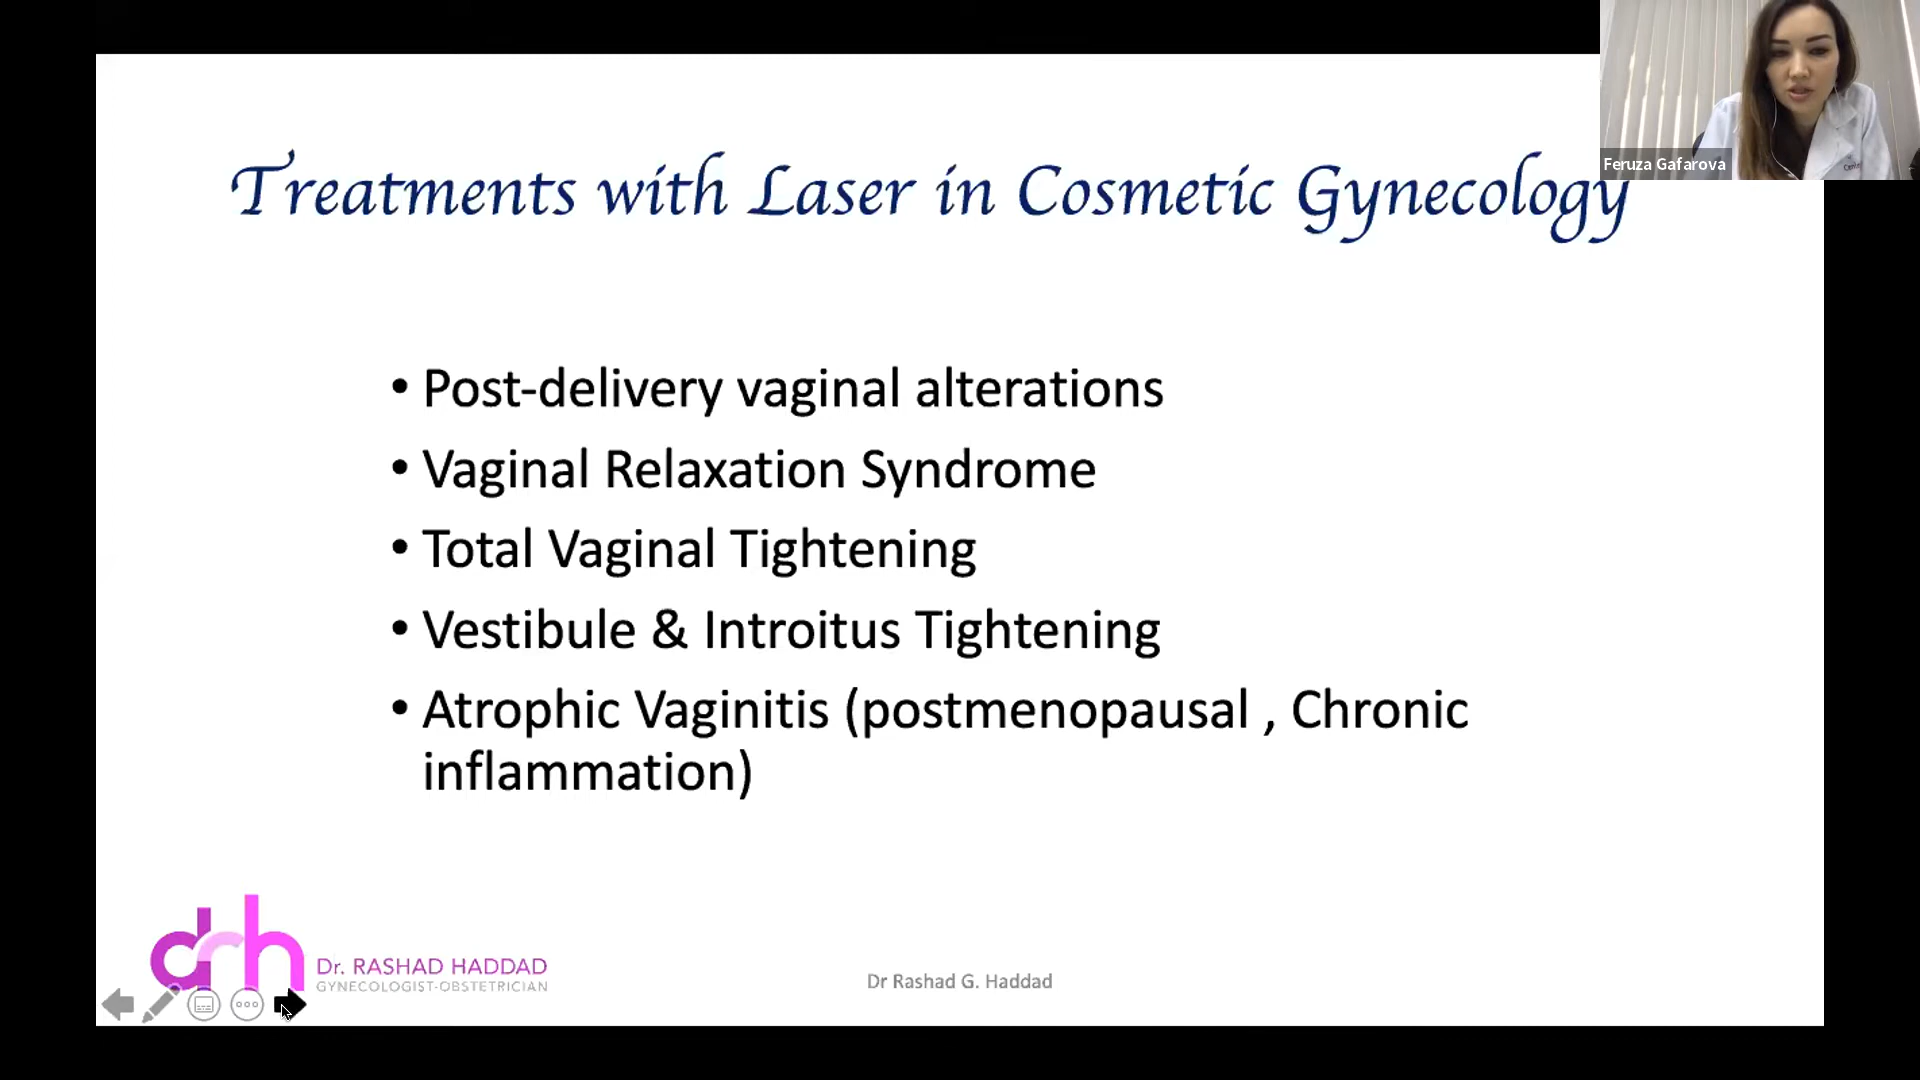 Feruza Gafarova
Treatments with Laser in Cosmetic Gynecology
• Post-delivery vaginal alterations
• Vaginal Relaxation Syndrome
• Total Vaginal Tightening
• Vestibule & Introitus Tightening
• Atrophic Vaginitis (postmenopausal , Chronic
inflammation)
drh
Dr. RASHAD HADDAD
GYNECOLOGIST-OBSTETRICIAN
Dr Rashad G. Haddad